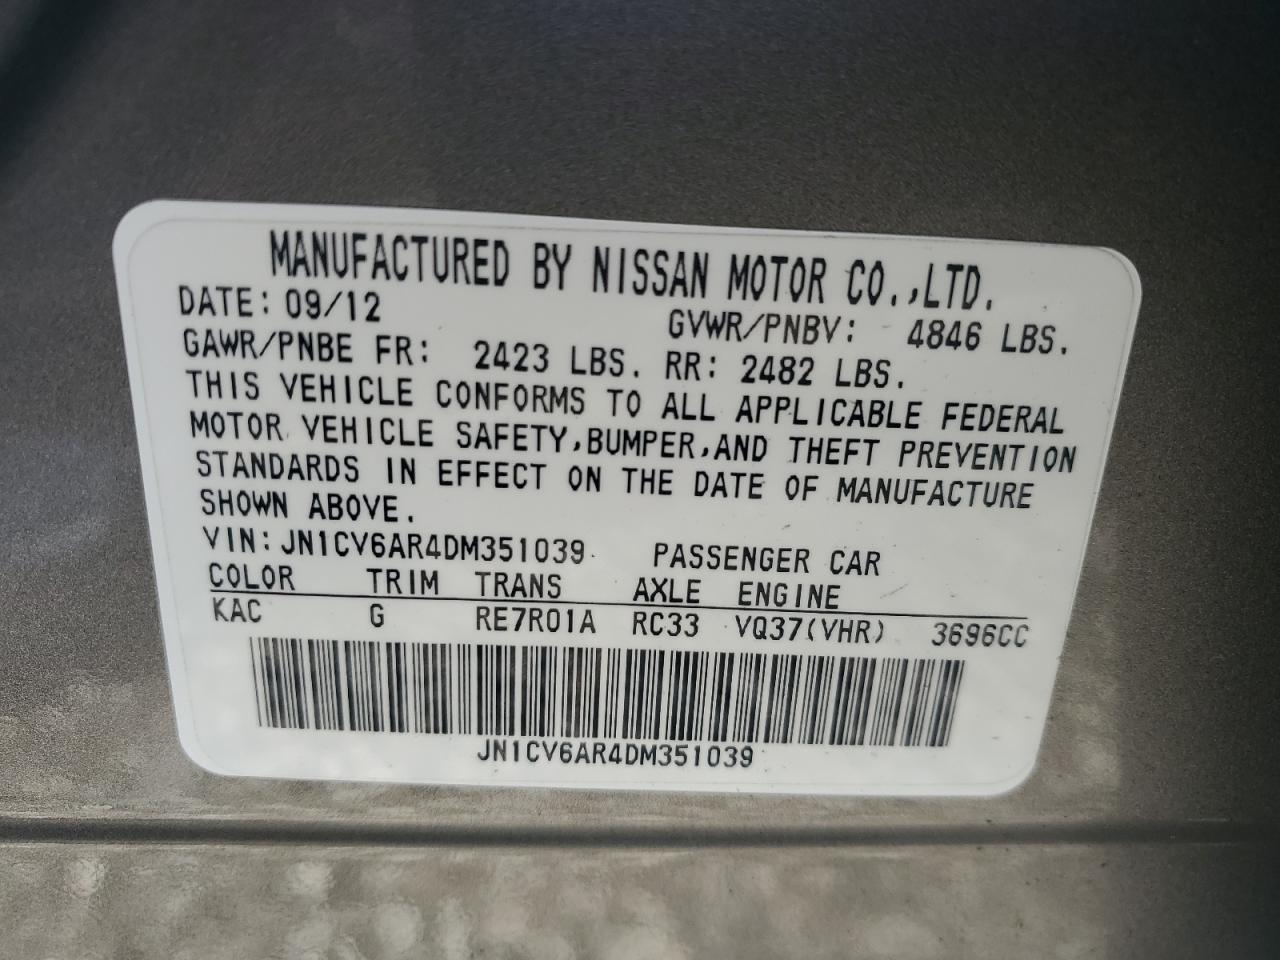 MANUFACTURED BY NISSAN MOTOR CO.,LTD.
DATE: 09/12 GVWR/PNBV: 4846 LBS.
GAWR/PNBE FR: 2423 LBS. RR: 2482 LBS.
THIS VEHICLE CONFORMS TO ALL APPLICABLE FEDERAL
MOTOR VEHICLE SAFETY,BUMPER,AND THEFT PREVENTION
STANDARDS IN EFFECT ON THE DATE OF MANUFACTURE
SHOWN ABOVE.
VIN: JN1CV6AR4DM351039 PASSENGER CAR
COLOR TRIM TRANS AXLE ENGINE
KAC G RE7R01A RC33 VQ37(VHR) 3696CC
JN1CV6AR4DM351039